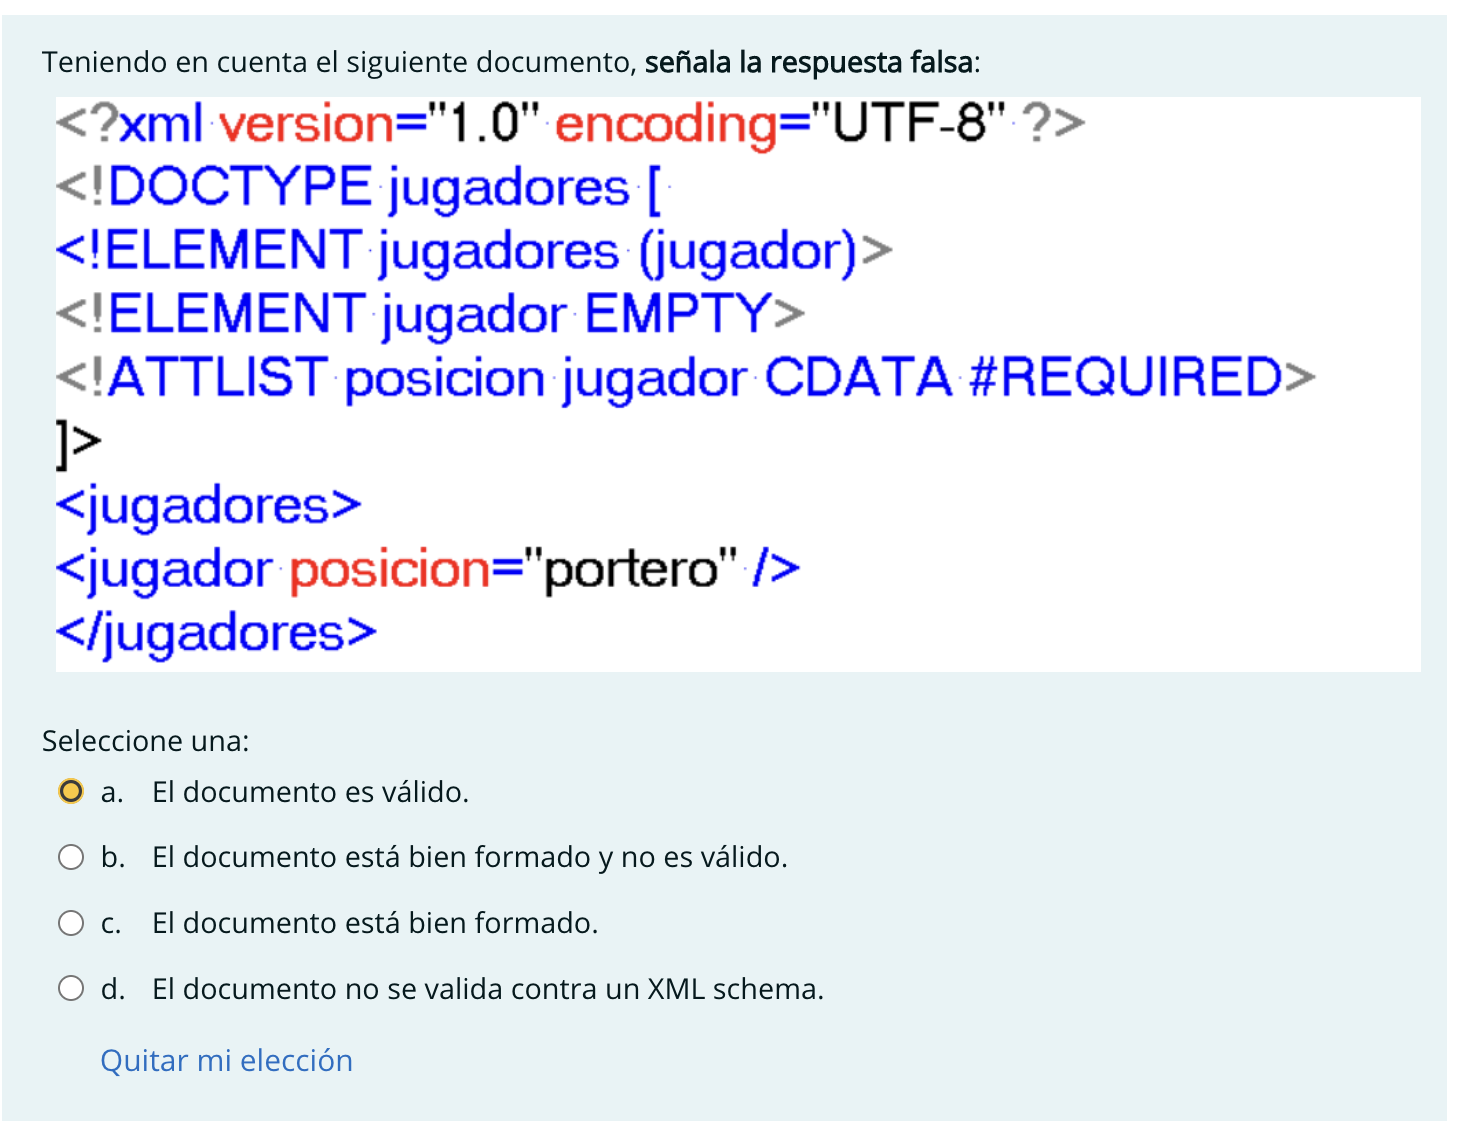 Teniendo en cuenta el siguiente documento, señala la respuesta falsa:
<?xml version="1.0" encoding="UTF-8" ?>
<!DOCTYPE jugadores [
<!ELEMENT jugadores (jugador)>
<!ELEMENT jugador EMPTY>
<!ATTLIST posicion jugador CDATA #REQUIRED>
]>
<jugadores>
<jugador posicion="portero" />
</jugadores>
Seleccione una:
a. El documento es válido.
b. El documento está bien formado y no es válido.
c. El documento está bien formado.
d. El documento no se valida contra un XML schema.
Quitar mi elección